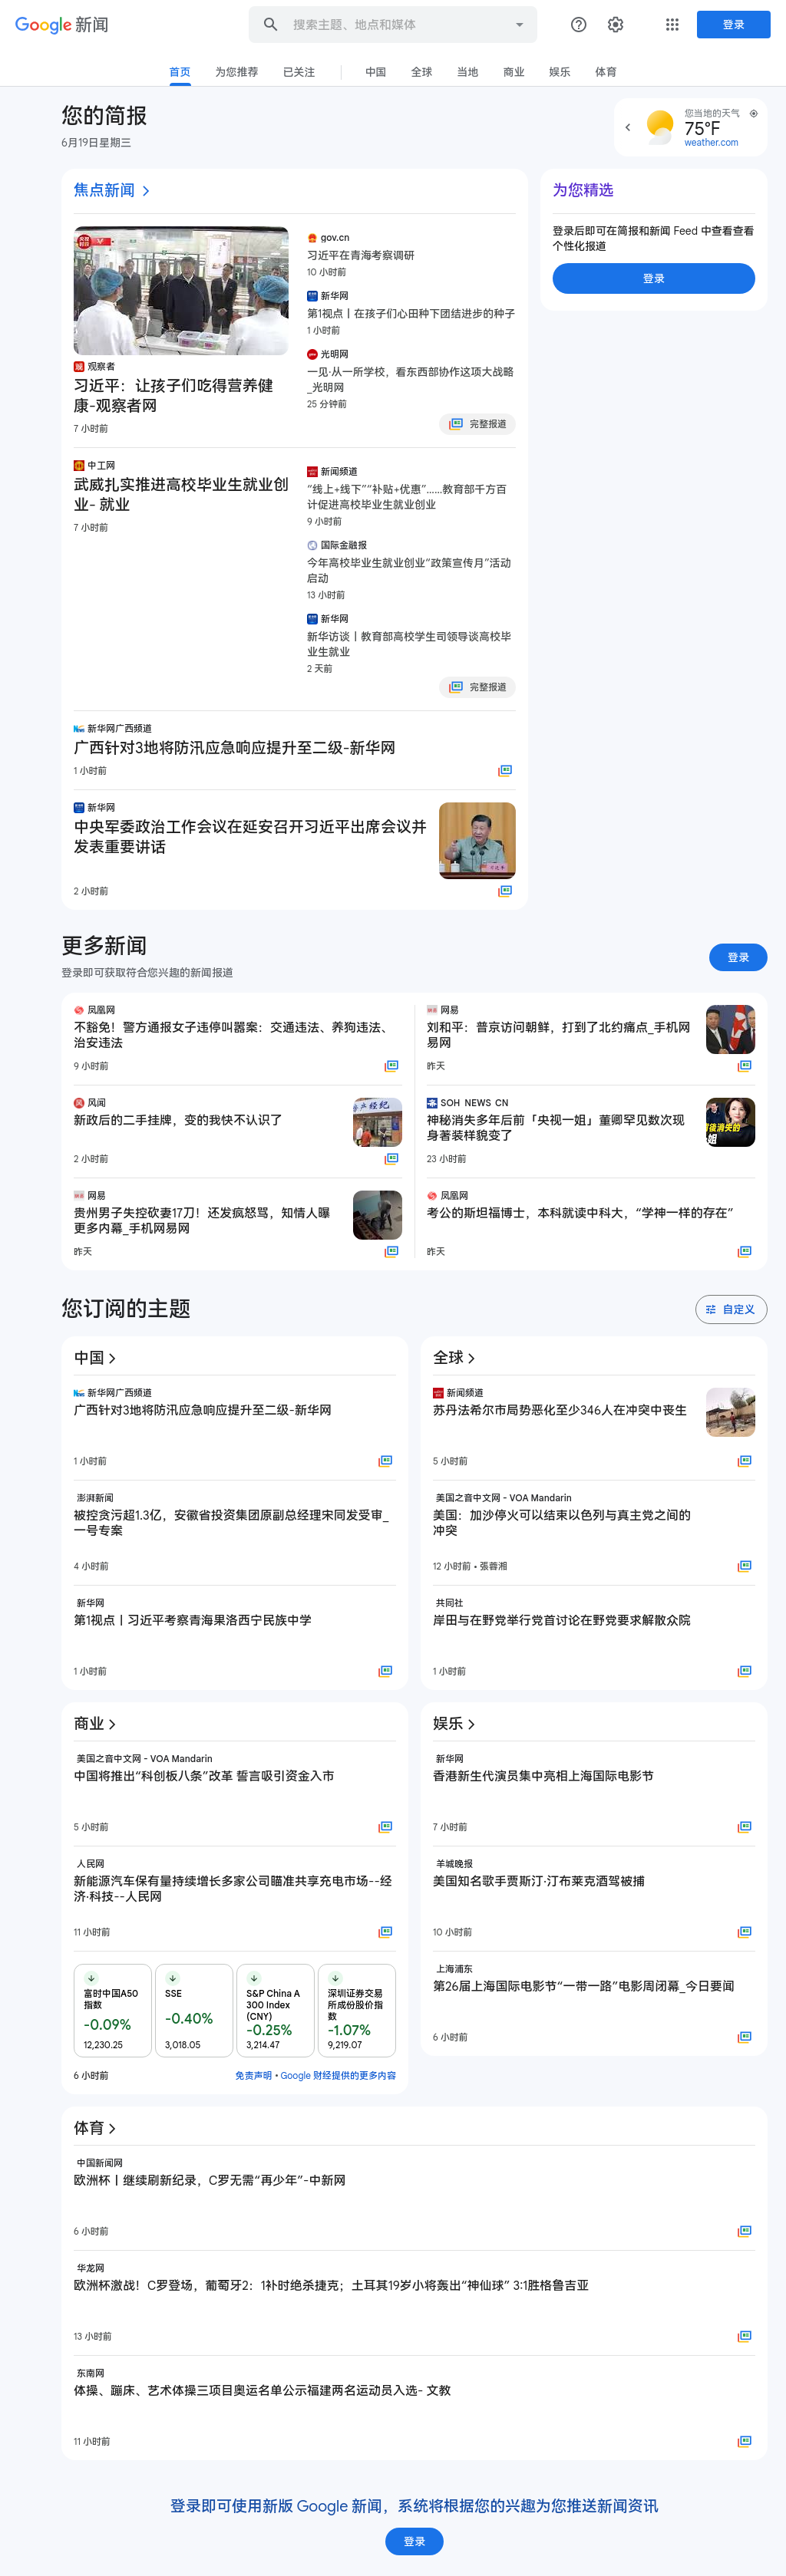 Google 新闻
搜索主题、地点和媒体
登录
首页
为您推荐
已关注
中国
全球
当地
商业
娱乐
体育
您的简报
6月19日星期三
您当地的天气
75°F
weather.com
焦点新闻
观察者
习近平：让孩子们吃得营养健
康-观察者网
7 小时前
gov.cn
习近平在青海考察调研
10 小时前
新华网
第1视点丨在孩子们心田种下团结进步的种子
1 小时前
光明网
一见·从一所学校，看东西部协作这项大战略
_光明网
25 分钟前
完整报道
中工网
武威扎实推进高校毕业生就业创
业- 就业
7 小时前
新闻频道
“线上+线下”“补贴+优惠”……教育部千方百
计促进高校毕业生就业创业
9 小时前
国际金融报
今年高校毕业生就业创业“政策宣传月”活动
启动
13 小时前
新华网
新华访谈丨教育部高校学生司领导谈高校毕
业生就业
2 天前
完整报道
新华网广西频道
广西针对3地将防汛应急响应提升至二级-新华网
1 小时前
新华网
中央军委政治工作会议在延安召开习近平出席会议并
发表重要讲话
2 小时前
为您精选
登录后即可在简报和新闻 Feed 中查看查看
个性化报道
登录
更多新闻
登录即可获取符合您兴趣的新闻报道
登录
凤凰网
不豁免！警方通报女子违停叫嚣案：交通违法、养狗违法、
治安违法
9 小时前
风闻
新政后的二手挂牌，变的我快不认识了
2 小时前
网易
贵州男子失控砍妻17刀！还发疯怒骂，知情人曝
更多内幕_手机网易网
昨天
网易
刘和平：普京访问朝鲜，打到了北约痛点_手机网
易网
昨天
SOH_NEWS_CN
神秘消失多年后前「央视一姐」董卿罕见数次现
身著装样貌变了
23 小时前
凤凰网
考公的斯坦福博士，本科就读中科大，“学神一样的存在”
昨天
您订阅的主题
自定义
中国
新华网广西频道
广西针对3地将防汛应急响应提升至二级-新华网
1 小时前
澎湃新闻
被控贪污超1.3亿，安徽省投资集团原副总经理宋同发受审_
一号专案
4 小时前
新华网
第1视点丨习近平考察青海果洛西宁民族中学
1 小时前
全球
新闻频道
苏丹法希尔市局势恶化至少346人在冲突中丧生
5 小时前
美国之音中文网 - VOA Mandarin
美国：加沙停火可以结束以色列与真主党之间的
冲突
12 小时前 • 張蓉湘
共同社
岸田与在野党举行党首讨论在野党要求解散众院
1 小时前
商业
美国之音中文网 - VOA Mandarin
中国将推出“科创板八条”改革 誓言吸引资金入市
5 小时前
人民网
新能源汽车保有量持续增长多家公司瞄准共享充电市场--经
济·科技--人民网
11 小时前
富时中国A50
指数
-0.09%
12,230.25
SSE
-0.40%
3,018.05
S&P China A
300 Index
(CNY)
-0.25%
3,214.47
深圳证券交易
所成份股价指
数
-1.07%
9,219.07
6 小时前
免责声明 • Google 财经提供的更多内容
娱乐
新华网
香港新生代演员集中亮相上海国际电影节
7 小时前
羊城晚报
美国知名歌手贾斯汀·汀布莱克酒驾被捕
10 小时前
上海浦东
第26届上海国际电影节“一带一路”电影周闭幕_今日要闻
6 小时前
体育
中国新闻网
欧洲杯丨继续刷新纪录，C罗无需“再少年”-中新网
6 小时前
华龙网
欧洲杯激战！C罗登场，葡萄牙2：1补时绝杀捷克；土耳其19岁小将轰出“神仙球” 3:1胜格鲁吉亚
13 小时前
东南网
体操、蹦床、艺术体操三项目奥运名单公示福建两名运动员入选- 文教
11 小时前
登录即可使用新版 Google 新闻，系统将根据您的兴趣为您推送新闻资讯
登录